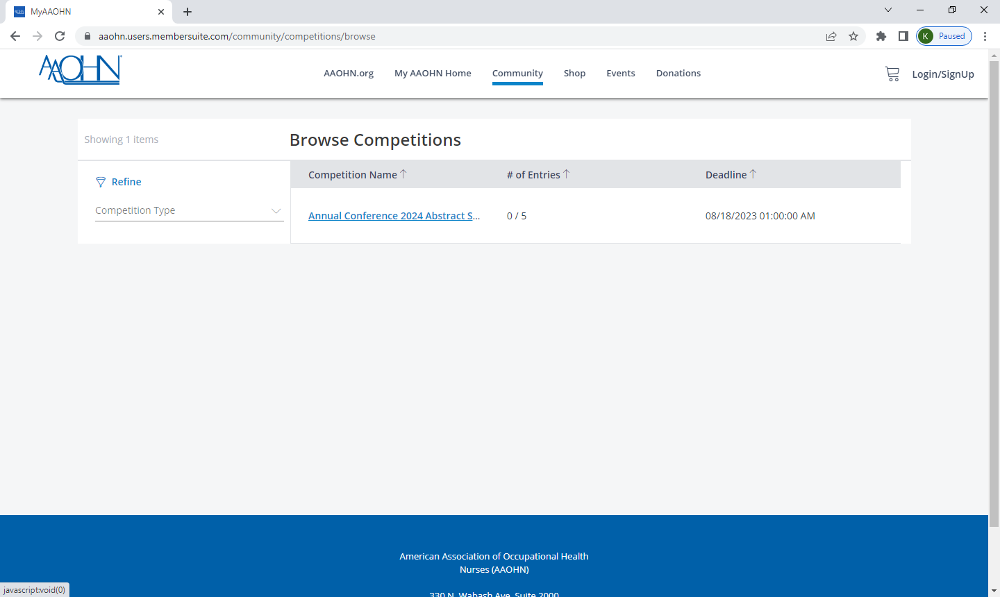 MyAAOHN
aaohn.users.membersuite.com/community/competitions/browse
K Paused
AAOHN
AAOHN.org My AAOHN Home Community Shop Events Donations
Login/SignUp
Showing 1 items
Browse Competitions
Refine
Competition Type
Competition Name # of Entries Deadline
Annual Conference 2024 Abstract S... 0 / 5 08/18/2023 01:00:00 AM
American Association of Occupational Health
Nurses (AAOHN)
330 N. Wabash Ave, Suite 2000
javascript:void(0)